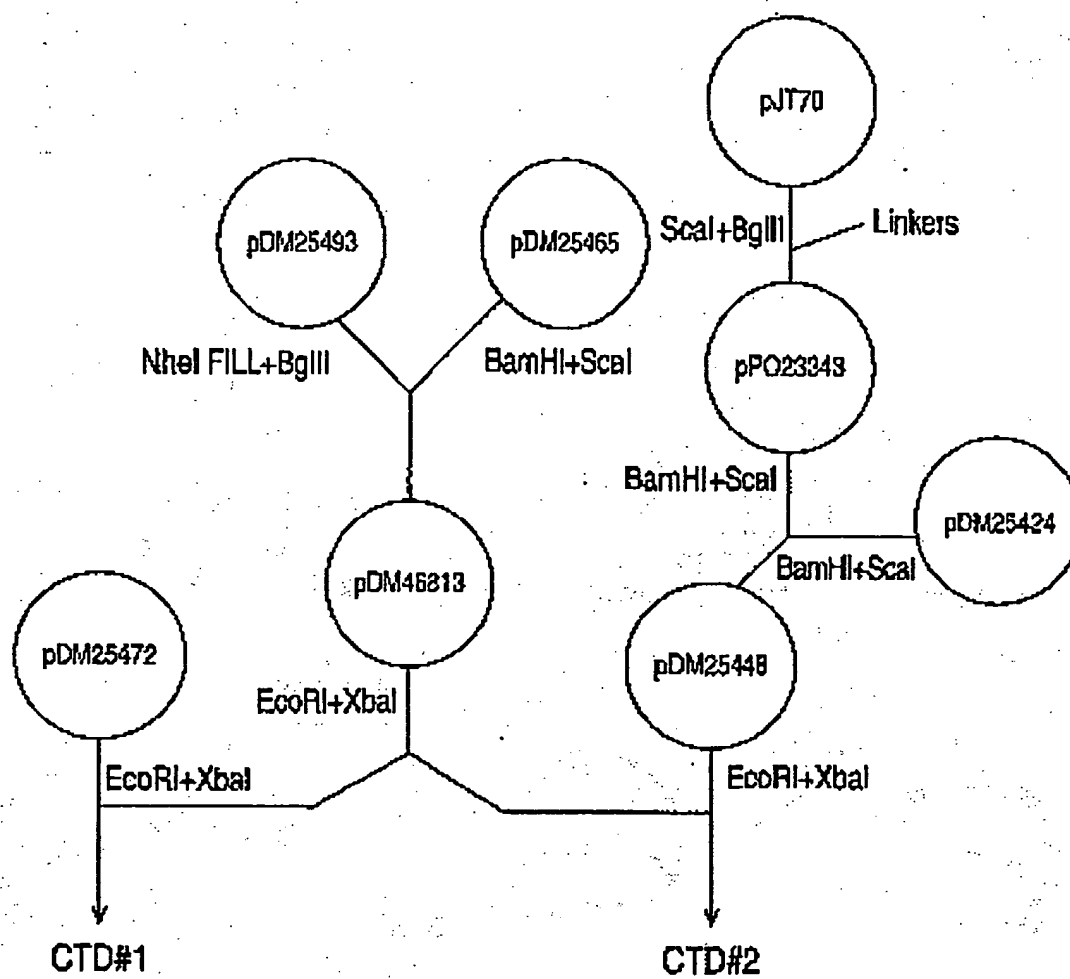 pJT70
pDM25493
pDM25465
ScaI+BglII
Linkers
NheI FILL+BglII
BamHI+ScaI
pPO23343
BamHI+ScaI
pDM25424
pDM46813
BamHI+ScaI
pDM25472
pDM25448
EcoRI+XbaI
EcoRI+XbaI
EcoRI+XbaI
CTD#1
CTD#2